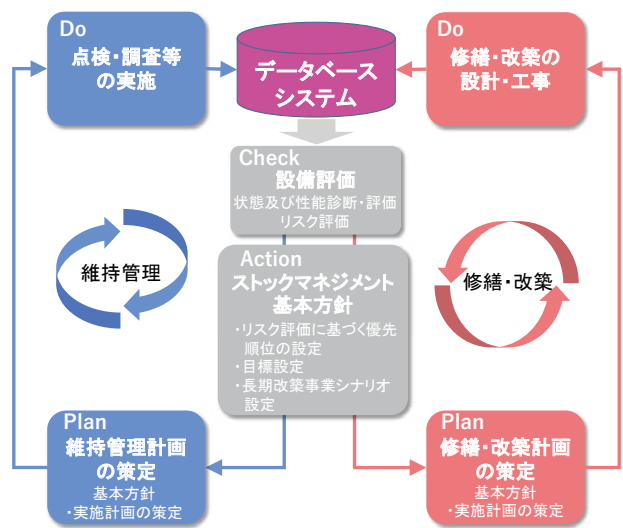 Do
点検・調査等
の実施
データベース
システム
Do
修繕・改築の
設計・工事
Check
設備評価
状態及び性能診断・評価
リスク評価
維持管理
Action
ストックマネジメント
基本方針
・リスク評価に基づく優先
順位の設定
・目標設定
・長期改築事業シナリオ
設定
修繕・改築
Plan
維持管理計画
の策定
基本方針
・実施計画の策定
Plan
修繕・改築計画
の策定
基本方針
・実施計画の策定